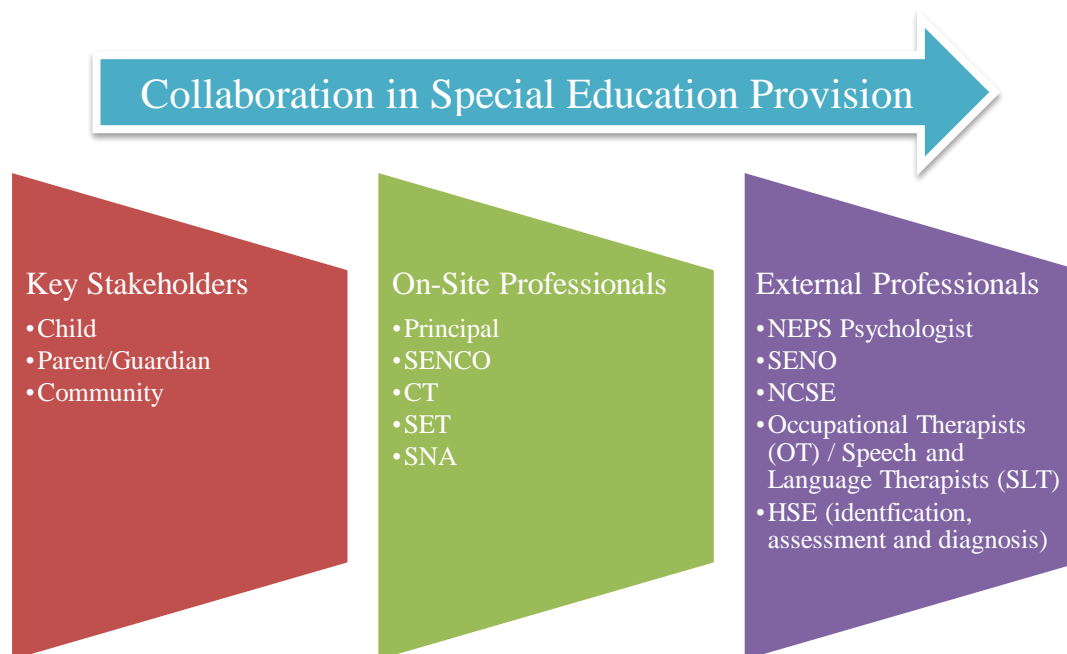 Collaboration in Special Education Provision
Key Stakeholders
•Child
•Parent/Guardian
•Community
On-Site Professionals
•Principal
•SENCO
•CT
•SET
•SNA
External Professionals
•NEPS Psychologist
•SENO
•NCSE
•Occupational Therapists
(OT) / Speech and
Language Therapists (SLT)
•HSE (identfication,
assessment and diagnosis)